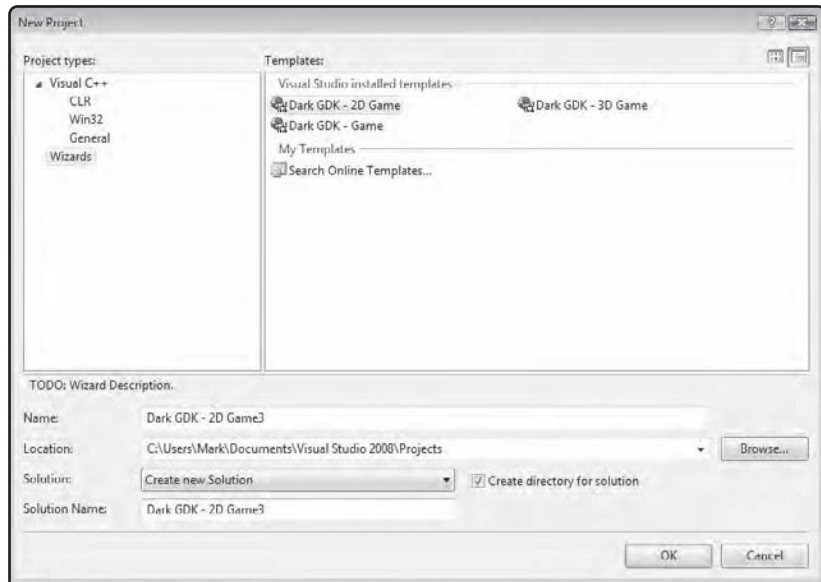 New Project
Project types:
Templates:
Visual C++
CLR
Win32
General
Wizards
Visual Studio installed templates
Dark GDK - 2D Game
Dark GDK - 3D Game
Dark GDK - Game
My Templates
Search Online Templates...
TODO: Wizard Description.
Name: Dark GDK - 2D Game3
Location: C:\Users\Mark\Documents\Visual Studio 2008\Projects Browse...
Solution: Create new Solution Create directory for solution
Solution Name: Dark GDK - 2D Game3
OK Cancel